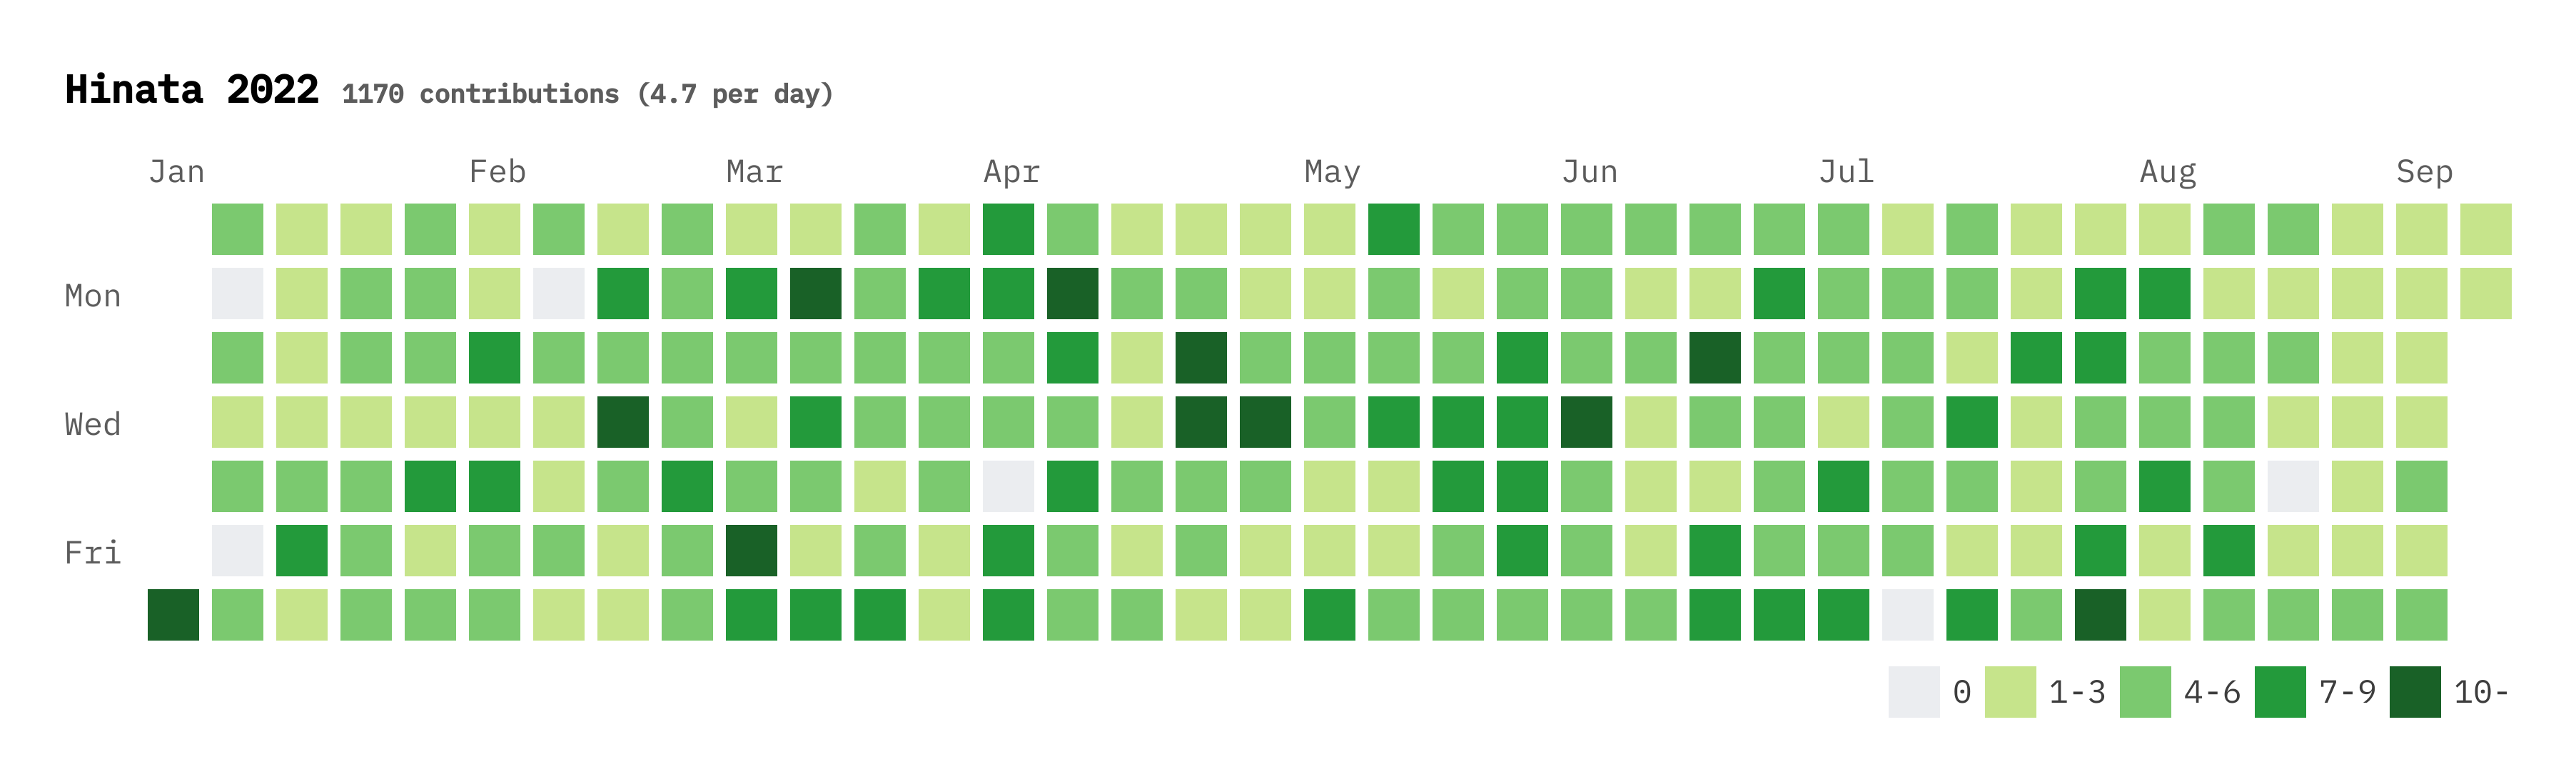 Hinata 2022 1170 contributions (4.7 per day)
Jan Feb Mar Apr May Jun Jul Aug Sep
Mon
Wed
Fri
0 1-3 4-6 7-9 10-